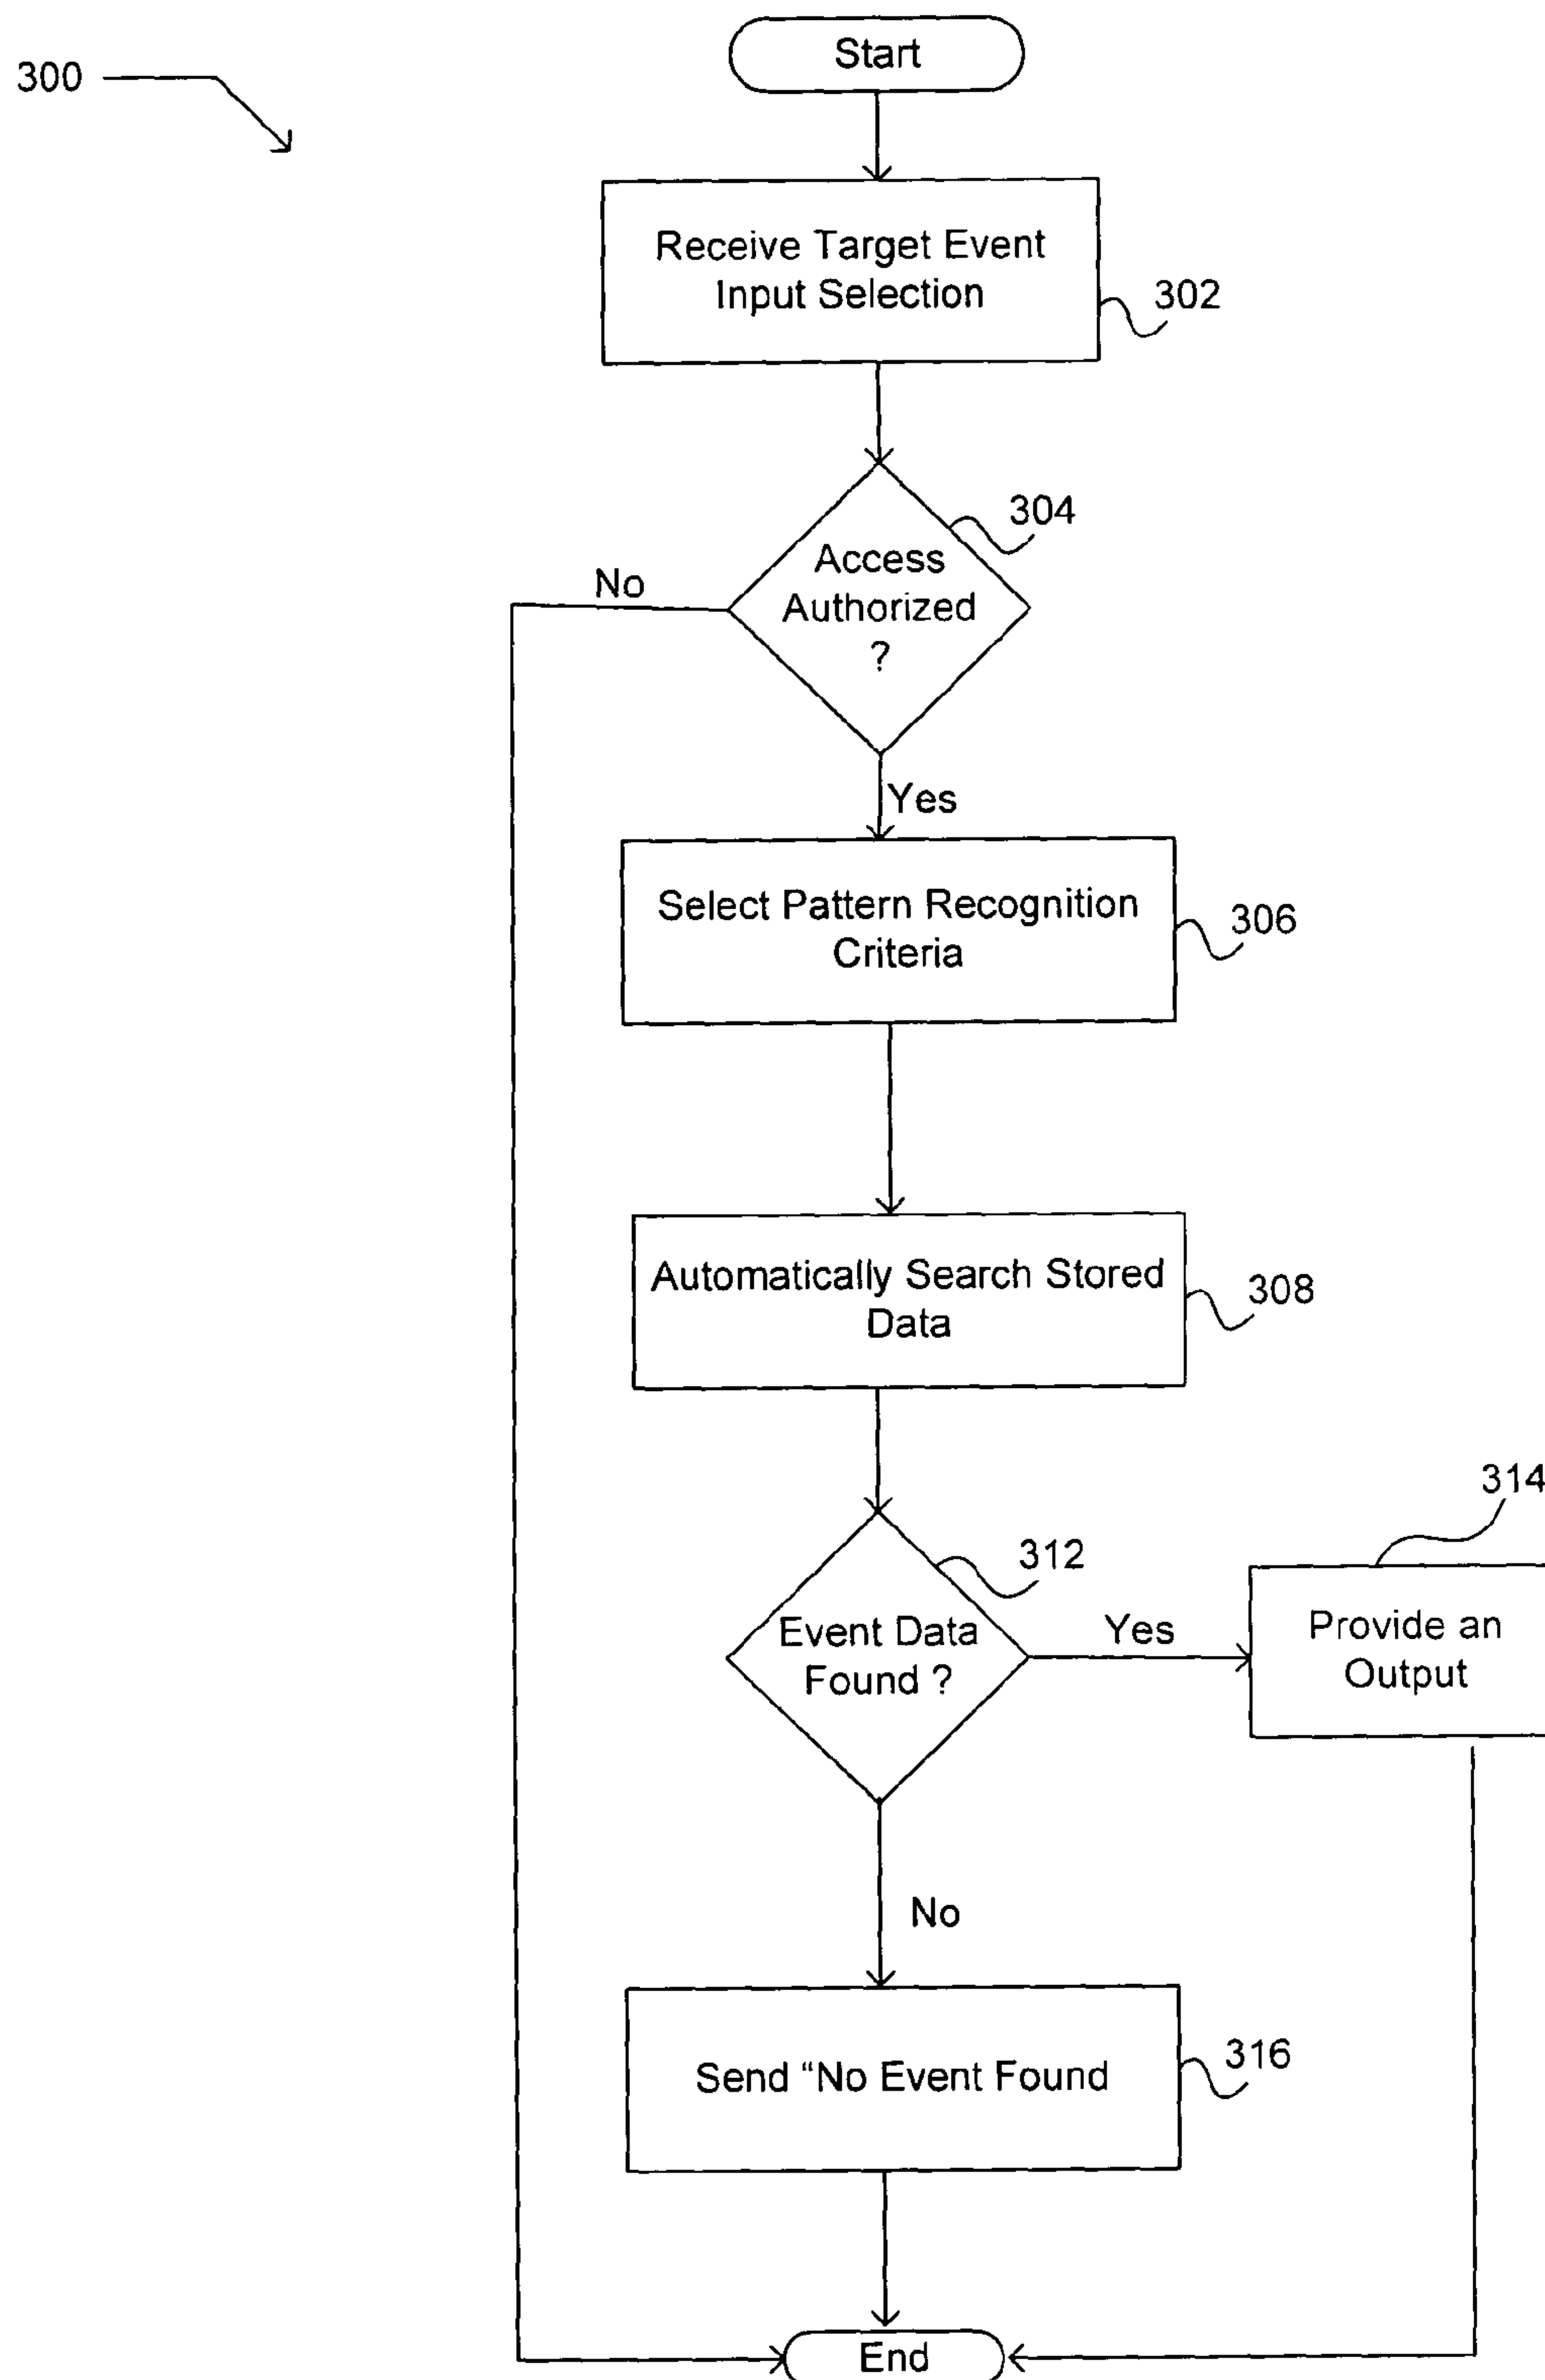 Start
300
Receive Target Event
Input Selection
302
304
Access
Authorized
?
No
Yes
Select Pattern Recognition
Criteria
306
Automatically Search Stored
Data
308
314
312
Event Data
Found ?
Yes
Provide an
Output
No
Send “No Event Found
316
End